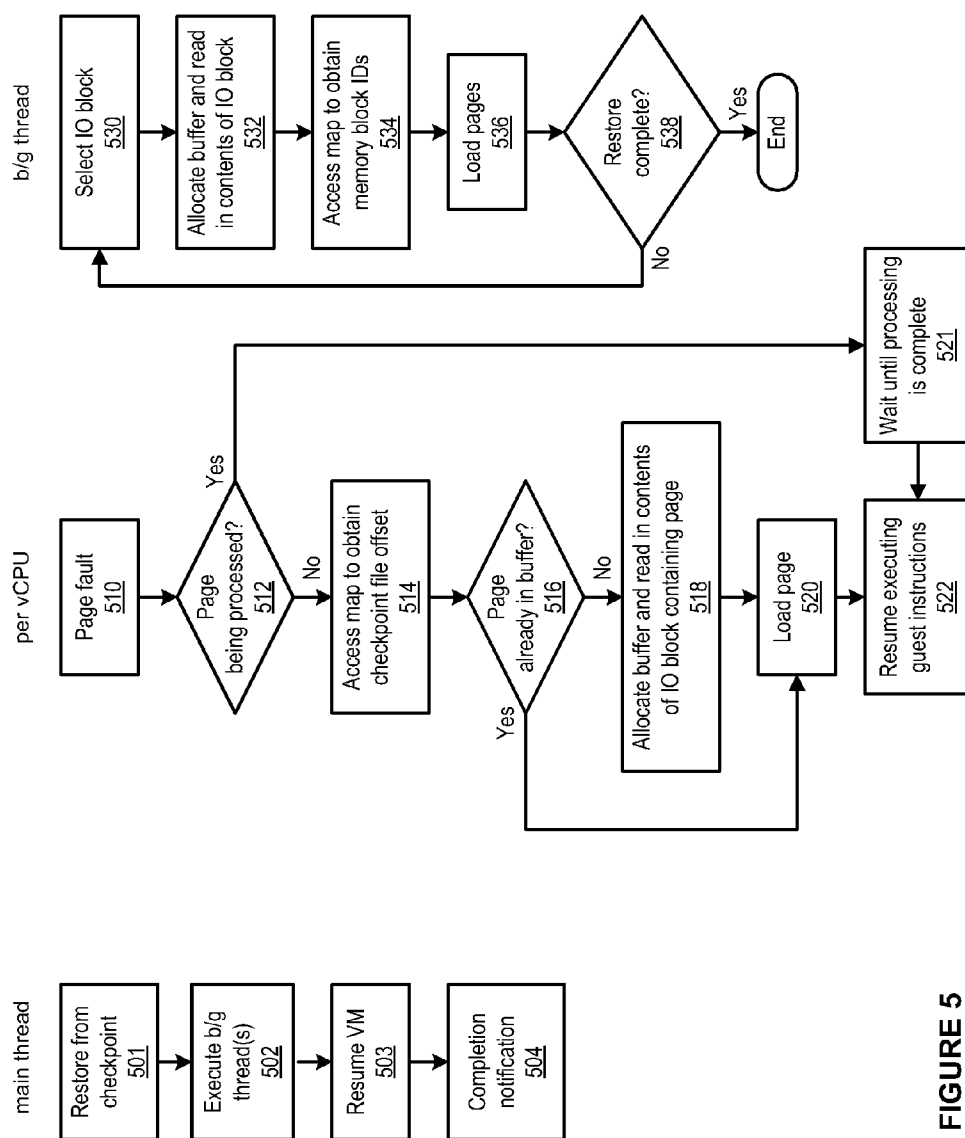 main thread
Restore from
checkpoint
501
Execute b/g
thread(s)
502
Resume VM
503
Completion
notification
504
per vCPU
Page fault
510
Page
being processed?
512
Yes
No
Access map to obtain
checkpoint file offset
514
Page
already in buffer?
516
Yes
No
Allocate buffer and read in contents
of IO block containing page
518
Load page
520
Resume executing
guest instructions
522
Wait until processing
is complete
521
b/g thread
Select IO block
530
Allocate buffer and read
in contents of IO block
532
Access map to obtain
memory block IDs
534
Load pages
536
Restore
complete?
538
No
Yes
End
FIGURE 5